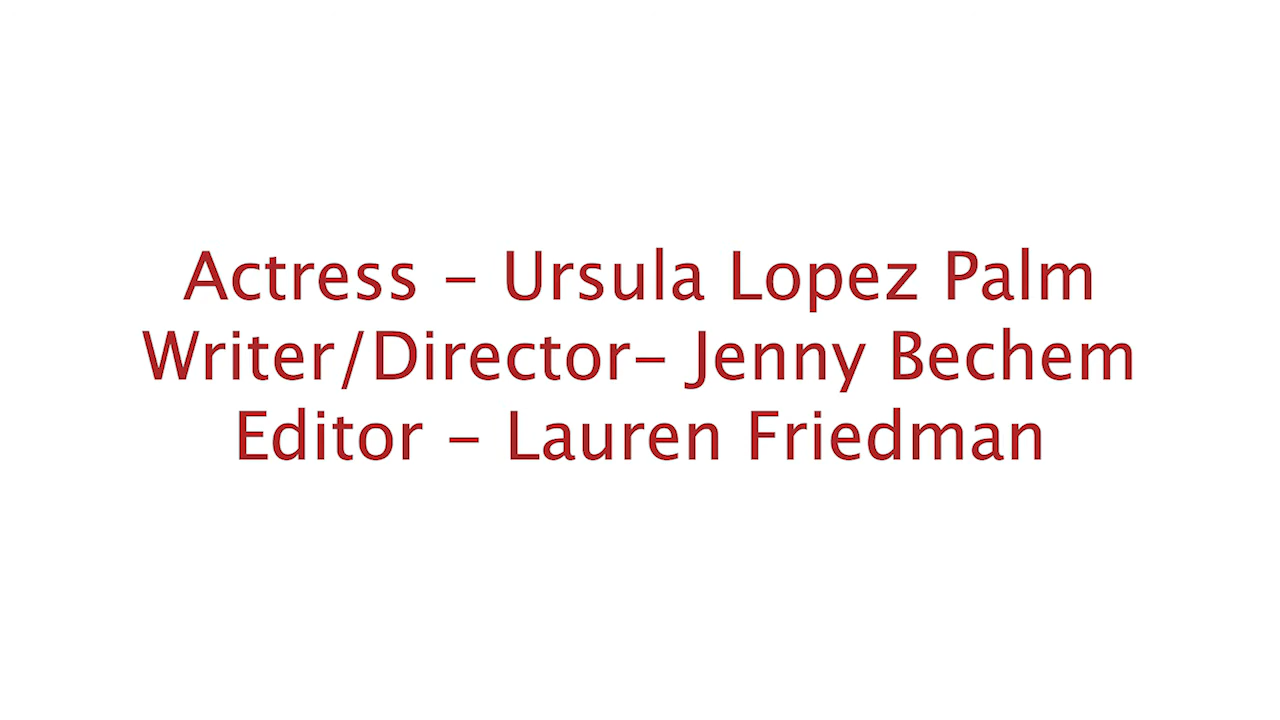 Actress - Ursula Lopez Palm
Writer/Director- Jenny Bechem
Editor - Lauren Friedman